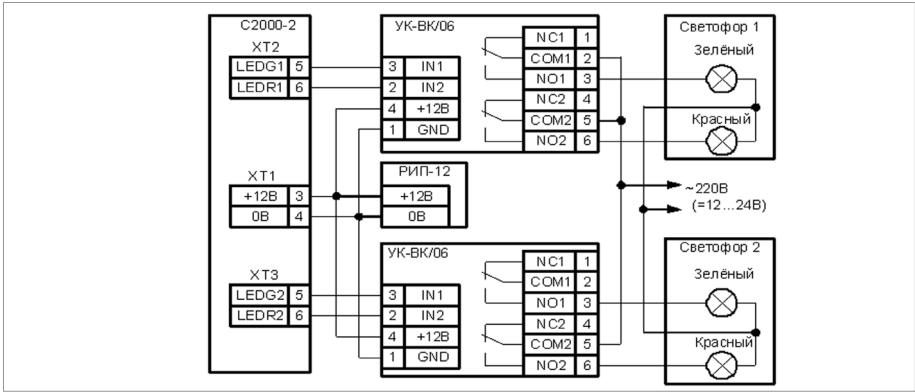 С2000-2
XT2
LEDG1 5
LEDR1 6
XT1
+12В 3
0В 4
XT3
LEDG2 5
LEDR2 6
УК-ВК/06
3 IN1
2 IN2
4 +12В
1 GND
NC1 1
COM1 2
NO1 3
NC2 4
COM2 5
NO2 6
РИП-12
+12В
0В
УК-ВК/06
3 IN1
2 IN2
4 +12В
1 GND
NC1 1
COM1 2
NO1 3
NC2 4
COM2 5
NO2 6
Светофор 1
Зелёный
Красный
~220В
(=12...24В)
Светофор 2
Зелёный
Красный